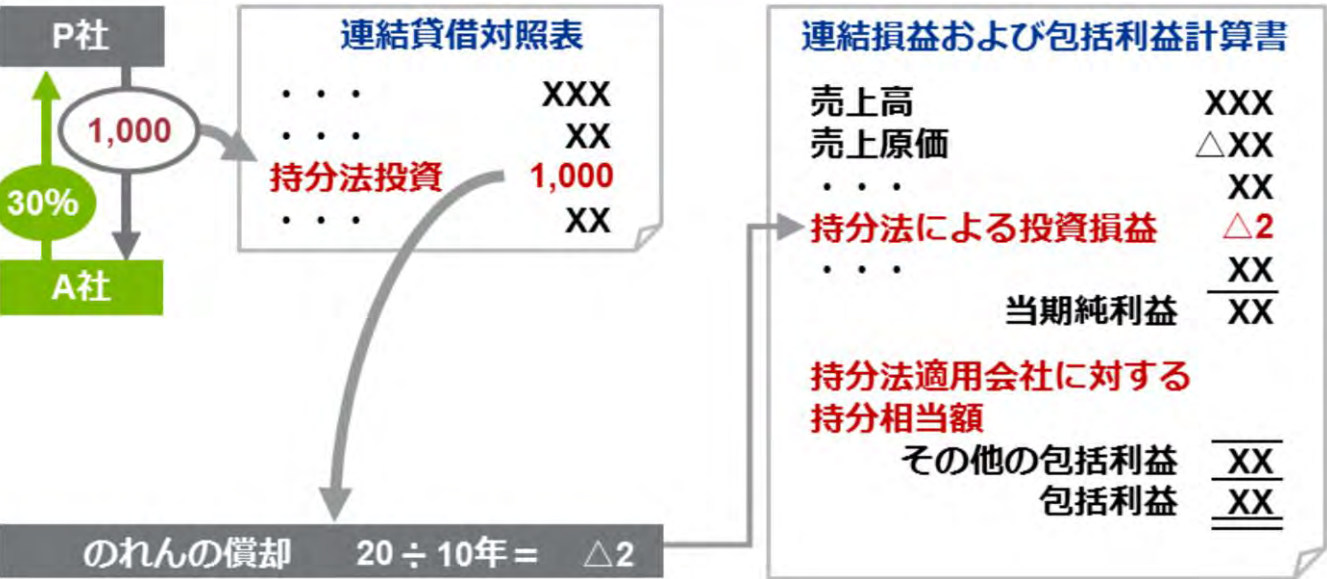 P社
1,000
30%
A社
連結貸借対照表
・・・ XXX
・・・ XX
持分法投資 1,000
・・・ XX
のれんの償却 20÷10年＝ △2
連結損益および包括利益計算書
売上高 XXX
売上原価 △XX
・・・ XX
持分法による投資損益 △2
・・・ XX
当期純利益 XX
持分法適用会社に対する
持分相当額
その他の包括利益 XX
包括利益 XX